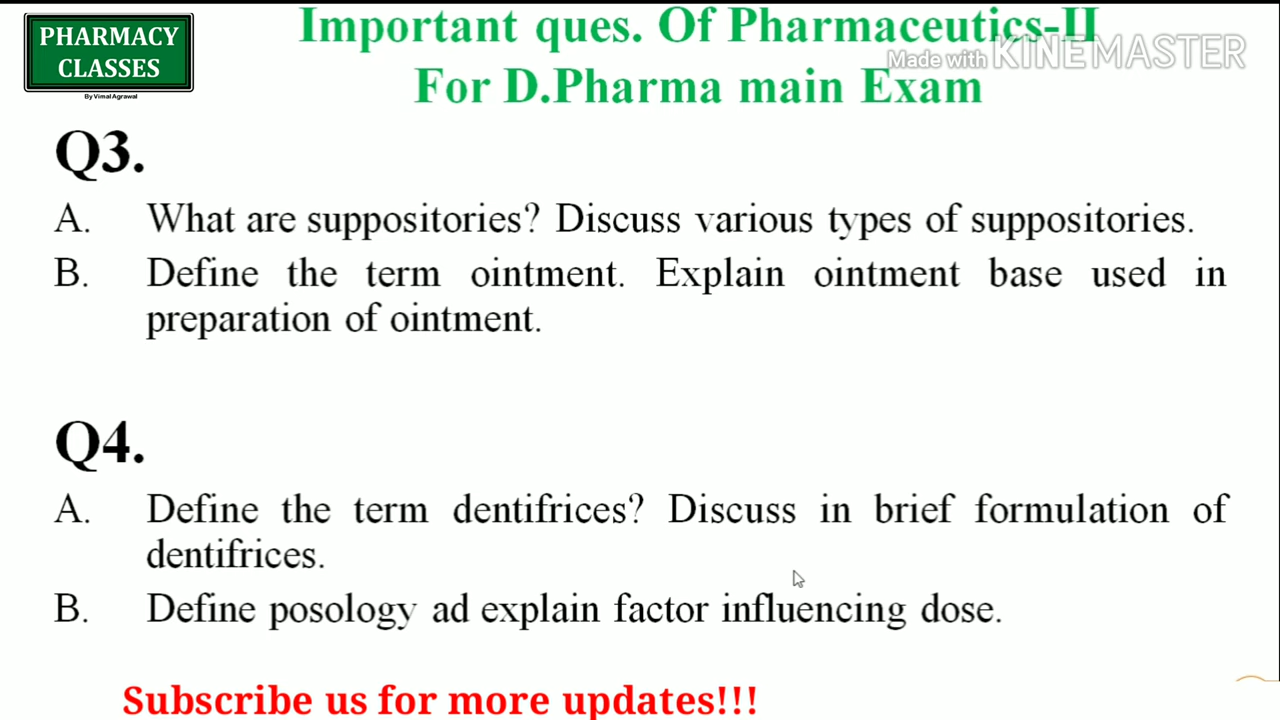 PHARMACY
CLASSES
By Vimal Agrawal
Important ques. Of Pharmaceutics-II
Made with KINEMASTER
For D.Pharma main Exam
Q3.
A. What are suppositories? Discuss various types of suppositories.
B. Define the term ointment. Explain ointment base used in
preparation of ointment.
Q4.
A. Define the term dentifrices? Discuss in brief formulation of
dentifrices.
B. Define posology ad explain factor influencing dose.
Subscribe us for more updates!!!